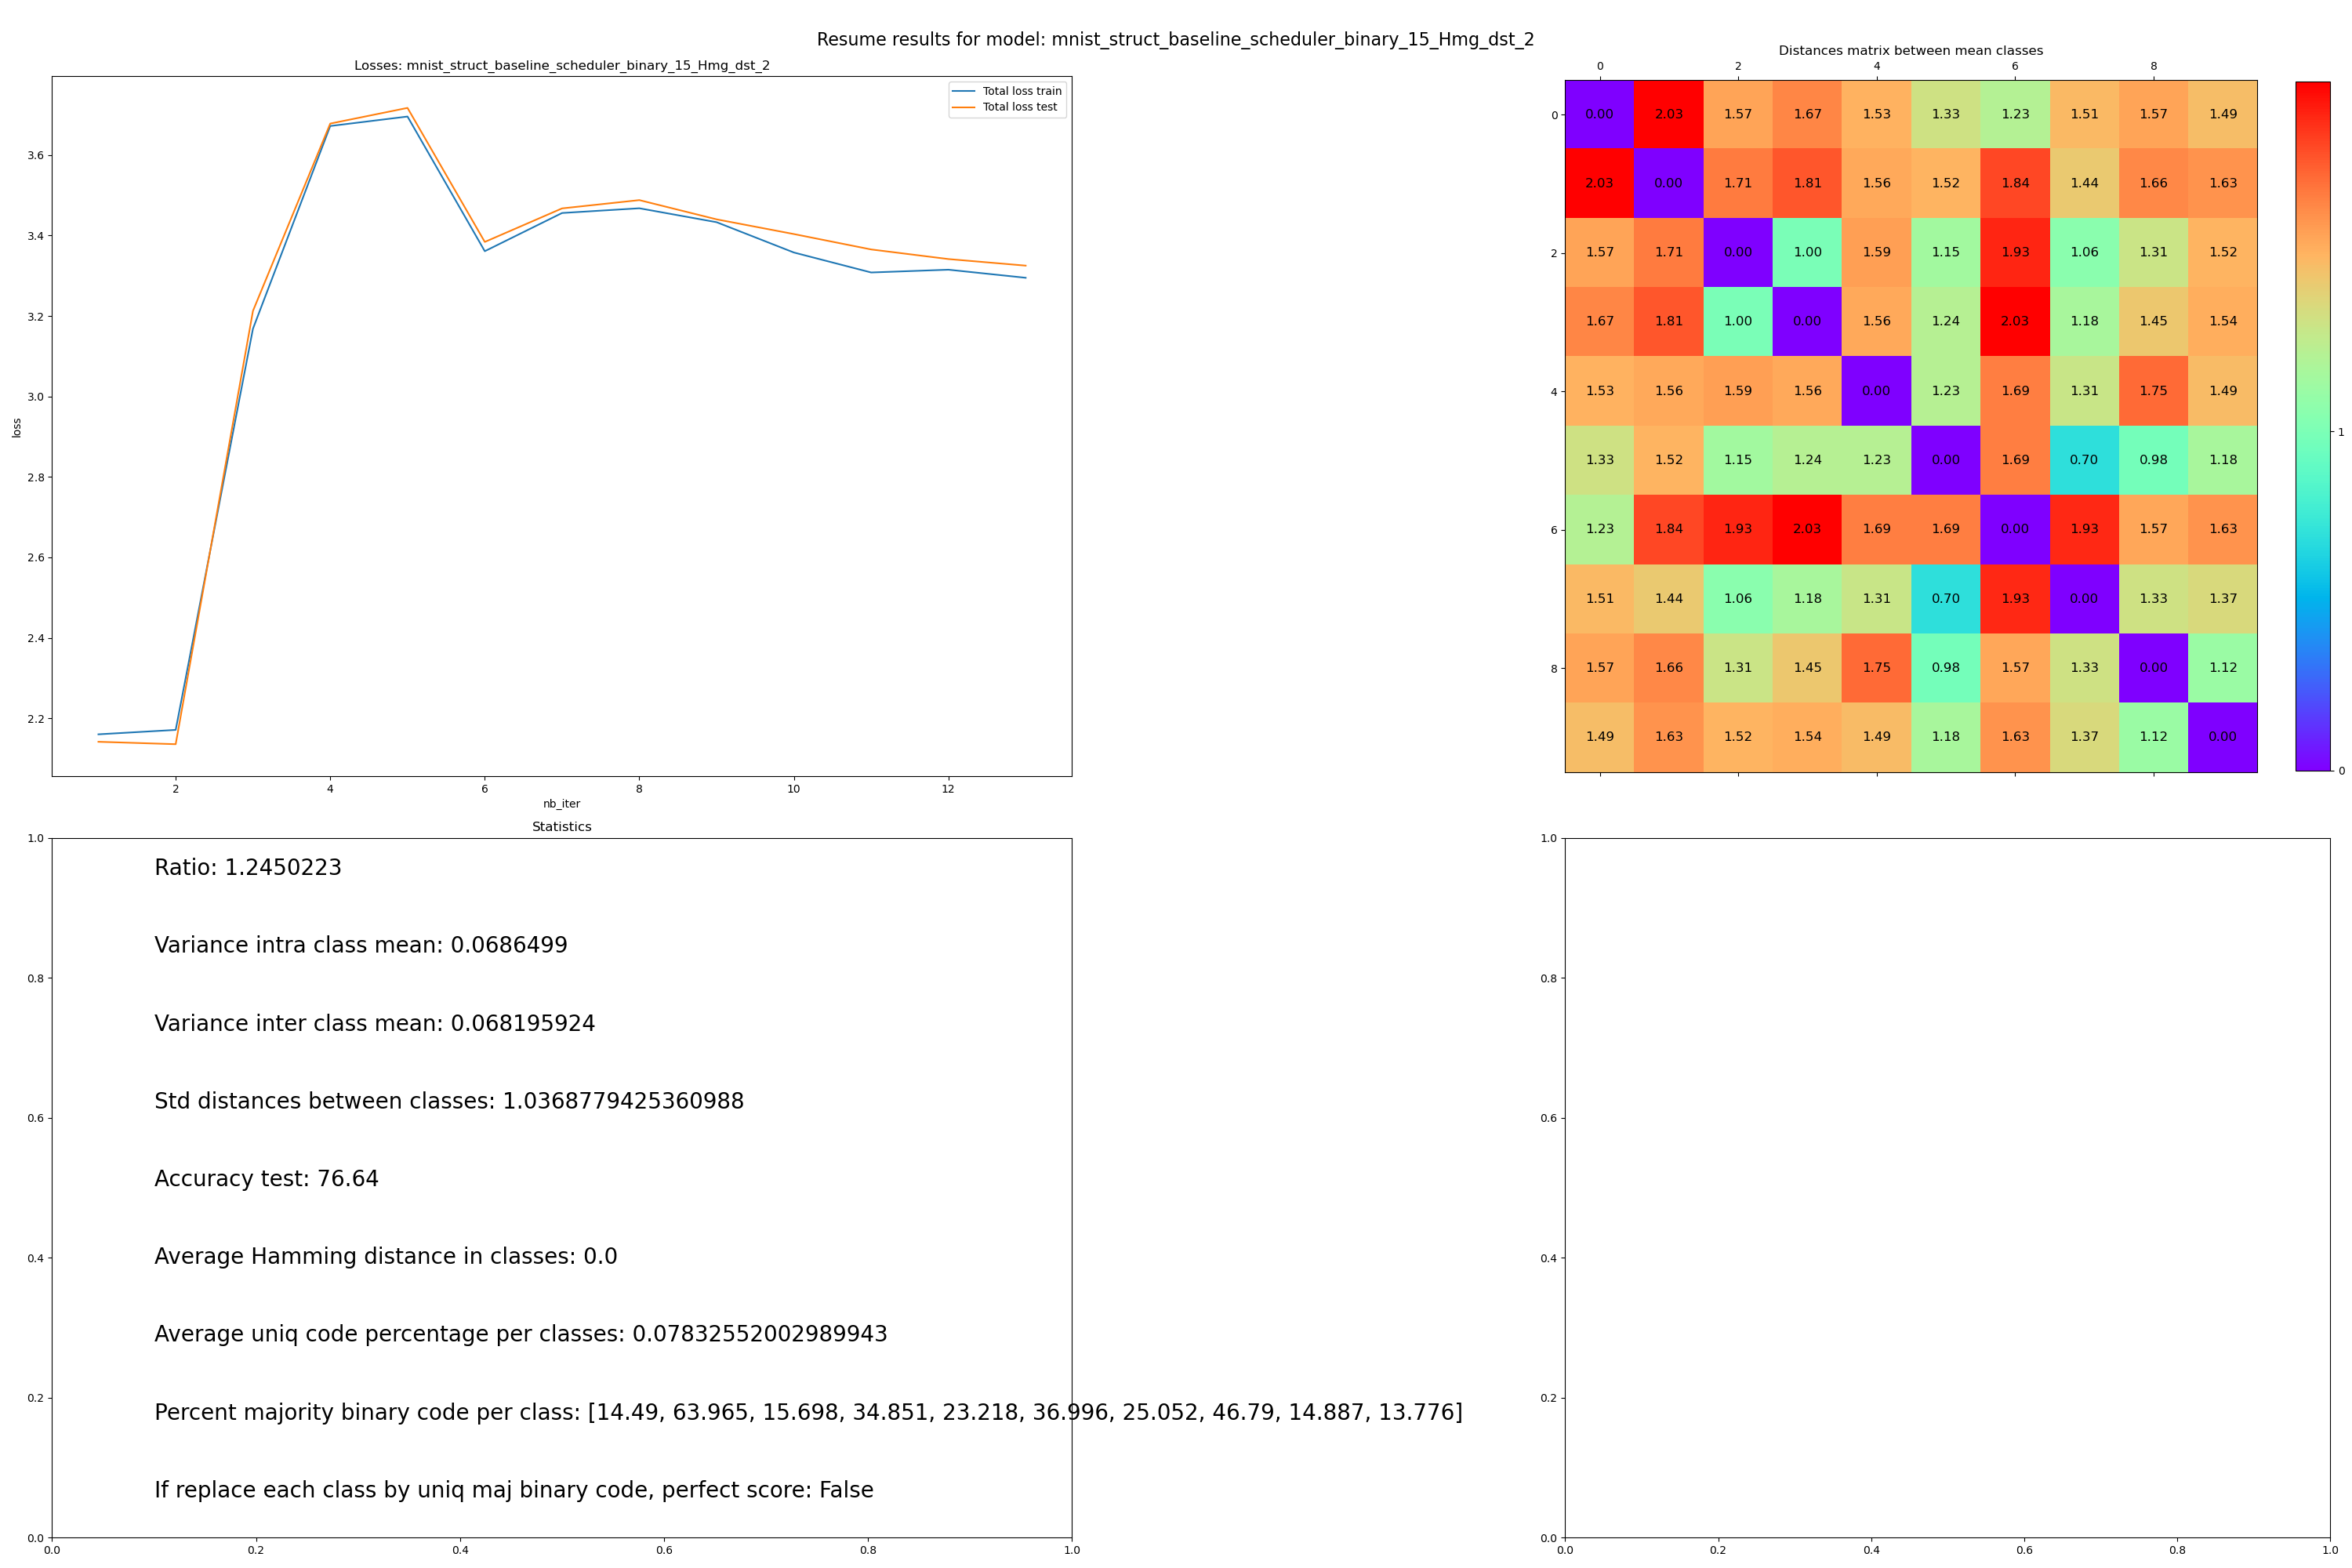 Resume results for model: mnist_struct_baseline_scheduler_binary_15_Hmg_dst_2
Losses: mnist_struct_baseline_scheduler_binary_15_Hmg_dst_2
Total loss train
Total loss test
3.6
3.4
3.2
3.0
2.8
2.6
2.4
2.2
loss
2 4 6 8 10 12
nb_iter
Distances matrix between mean classes
0 2 4 6 8
0 0.00 2.03 1.57 1.67 1.53 1.33 1.23 1.51 1.57 1.49
2.03 0.00 1.71 1.81 1.56 1.52 1.84 1.44 1.66 1.63
2 1.57 1.71 0.00 1.00 1.59 1.15 1.93 1.06 1.31 1.52
1.67 1.81 1.00 0.00 1.56 1.24 2.03 1.18 1.45 1.54
4 1.53 1.56 1.59 1.56 0.00 1.23 1.69 1.31 1.75 1.49
1.33 1.52 1.15 1.24 1.23 0.00 1.69 0.70 0.98 1.18
6 1.23 1.84 1.93 2.03 1.69 1.69 0.00 1.93 1.57 1.63
1.51 1.44 1.06 1.18 1.31 0.70 1.93 0.00 1.33 1.37
8 1.57 1.66 1.31 1.45 1.75 0.98 1.57 1.33 0.00 1.12
1.49 1.63 1.52 1.54 1.49 1.18 1.63 1.37 1.12 0.00
1
0
Statistics
1.0
0.8
0.6
0.4
0.2
0.0
Ratio: 1.2450223
Variance intra class mean: 0.0686499
Variance inter class mean: 0.068195924
Std distances between classes: 1.0368779425360988
Accuracy test: 76.64
Average Hamming distance in classes: 0.0
Average uniq code percentage per classes: 0.07832552002989943
Percent majority binary code per class: [14.49, 63.965, 15.698, 34.851, 23.218, 36.996, 25.052, 46.79, 14.887, 13.776]
If replace each class by uniq maj binary code, perfect score: False
0.0 0.2 0.4 0.6 0.8 1.0
1.0
0.8
0.6
0.4
0.2
0.0
0.0 0.2 0.4 0.6 0.8 1.0